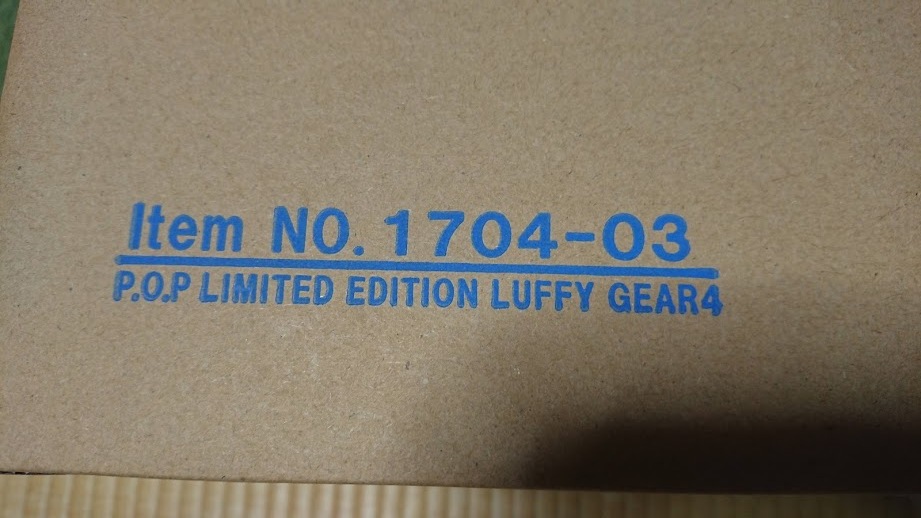 Item NO. 1704-03
P.O.P LIMITED EDITION LUFFY GEAR4